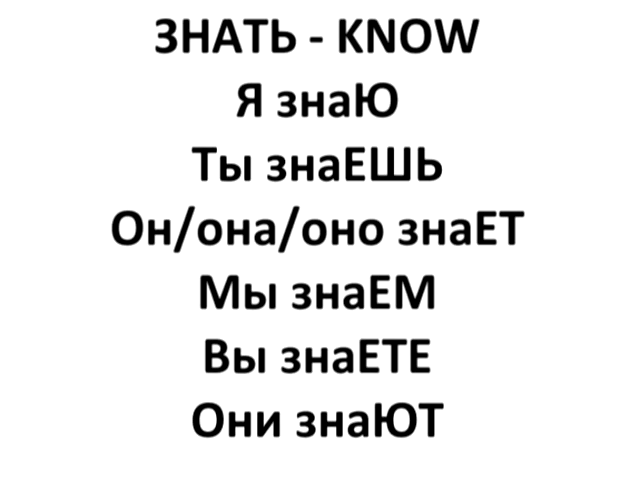 ЗНАТЬ - KNOW
Я знаЮ
Ты знаЕШЬ
Он/она/оно знаЕТ
Мы знаЕМ
Вы знаЕТЕ
Они знаЮТ